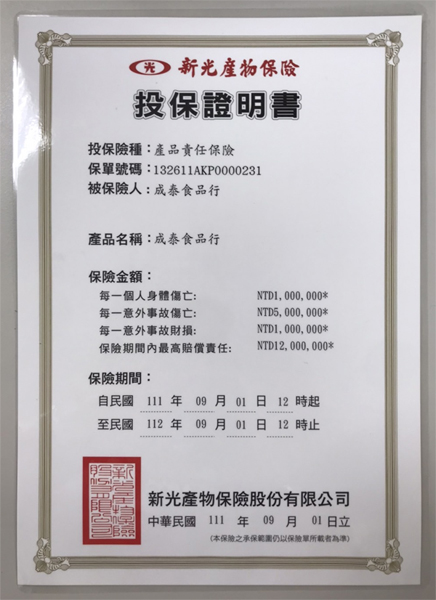 光 新光產物保險
投保證明書
投保險種：產品責任保險
保單號碼：132611AKP0000231
被保險人：成泰食品行
產品名稱：成泰食品行
保險金額：
每一個人身體傷亡: NTD1,000,000*
每一意外事故傷亡: NTD5,000,000*
每一意外事故財損: NTD1,000,000*
保險期間內最高賠償責任: NTD12,000,000*
保險期間：
自民國 111 年 09 月 01 日 12 時起
至民國 112 年 09 月 01 日 12 時止
新光產物保險股份有限公司
中華民國 111 年 09 月 01 日立
(本保險之承保範圍仍以保險單所載者為準)